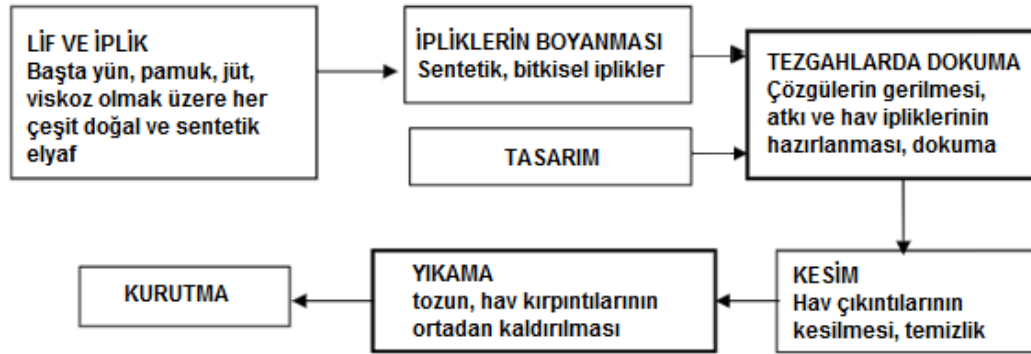 LİF VE İPLİK
Başta yün, pamuk, jüt,
viskoz olmak üzere her
çeşit doğal ve sentetik
elyaf
İPLİKLERİN BOYANMASI
Sentetik, bitkisel iplikler
TASARIM
TEZGAHLARDA DOKUMA
Çözgülerin gerilmesi,
atkı ve hav ipliklerinin
hazırlanması, dokuma
KESİM
Hav çıkıntılarının
kesilmesi, temizlik
YIKAMA
tozun, hav kırpıntılarının
ortadan kaldırılması
KURUTMA